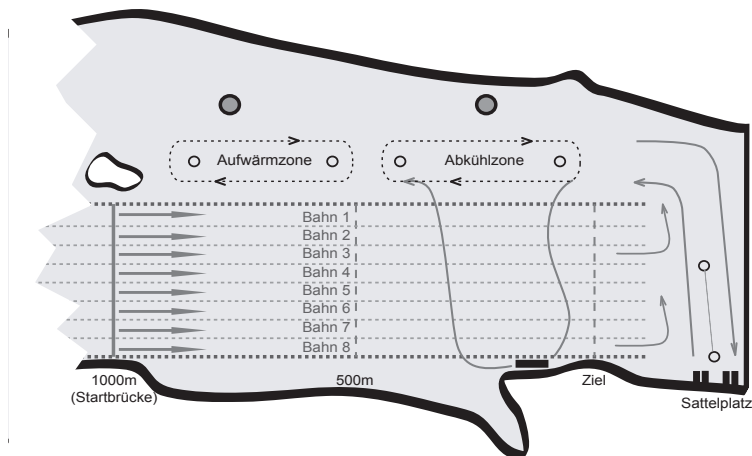 Aufwärmzone
Abkühlzone
Bahn 1
Bahn 2
Bahn 3
Bahn 4
Bahn 5
Bahn 6
Bahn 7
Bahn 8
1000m
(Startbrücke)
500m
Ziel
Sattelplatz